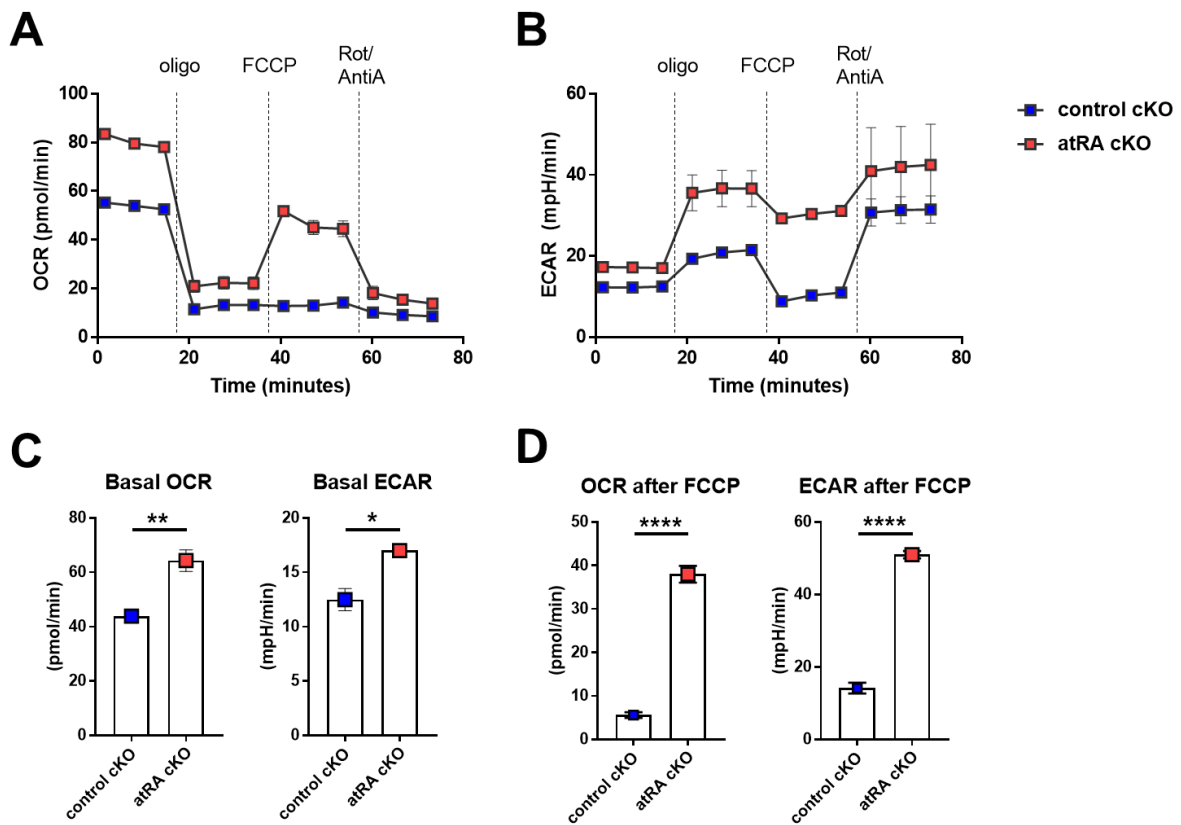 A
oligo FCCP Rot/
AntiA
OCR (pmol/min)
100
80
60
40
20
0
0 20 40 60 80
Time (minutes)
B
oligo FCCP Rot/
AntiA
ECAR (mpH/min)
60
40
20
0
0 20 40 60 80
Time (minutes)
control cKO
atRA cKO
C
Basal OCR
**
(pmol/min)
80
60
40
20
0
control cKO
atRA cKO
Basal ECAR
*
(mpH/min)
20
15
10
5
0
control cKO
atRA cKO
D
OCR after FCCP
****
(pmol/min)
50
40
30
20
10
0
control cKO
atRA cKO
ECAR after FCCP
****
(mpH/min)
60
40
20
0
control cKO
atRA cKO